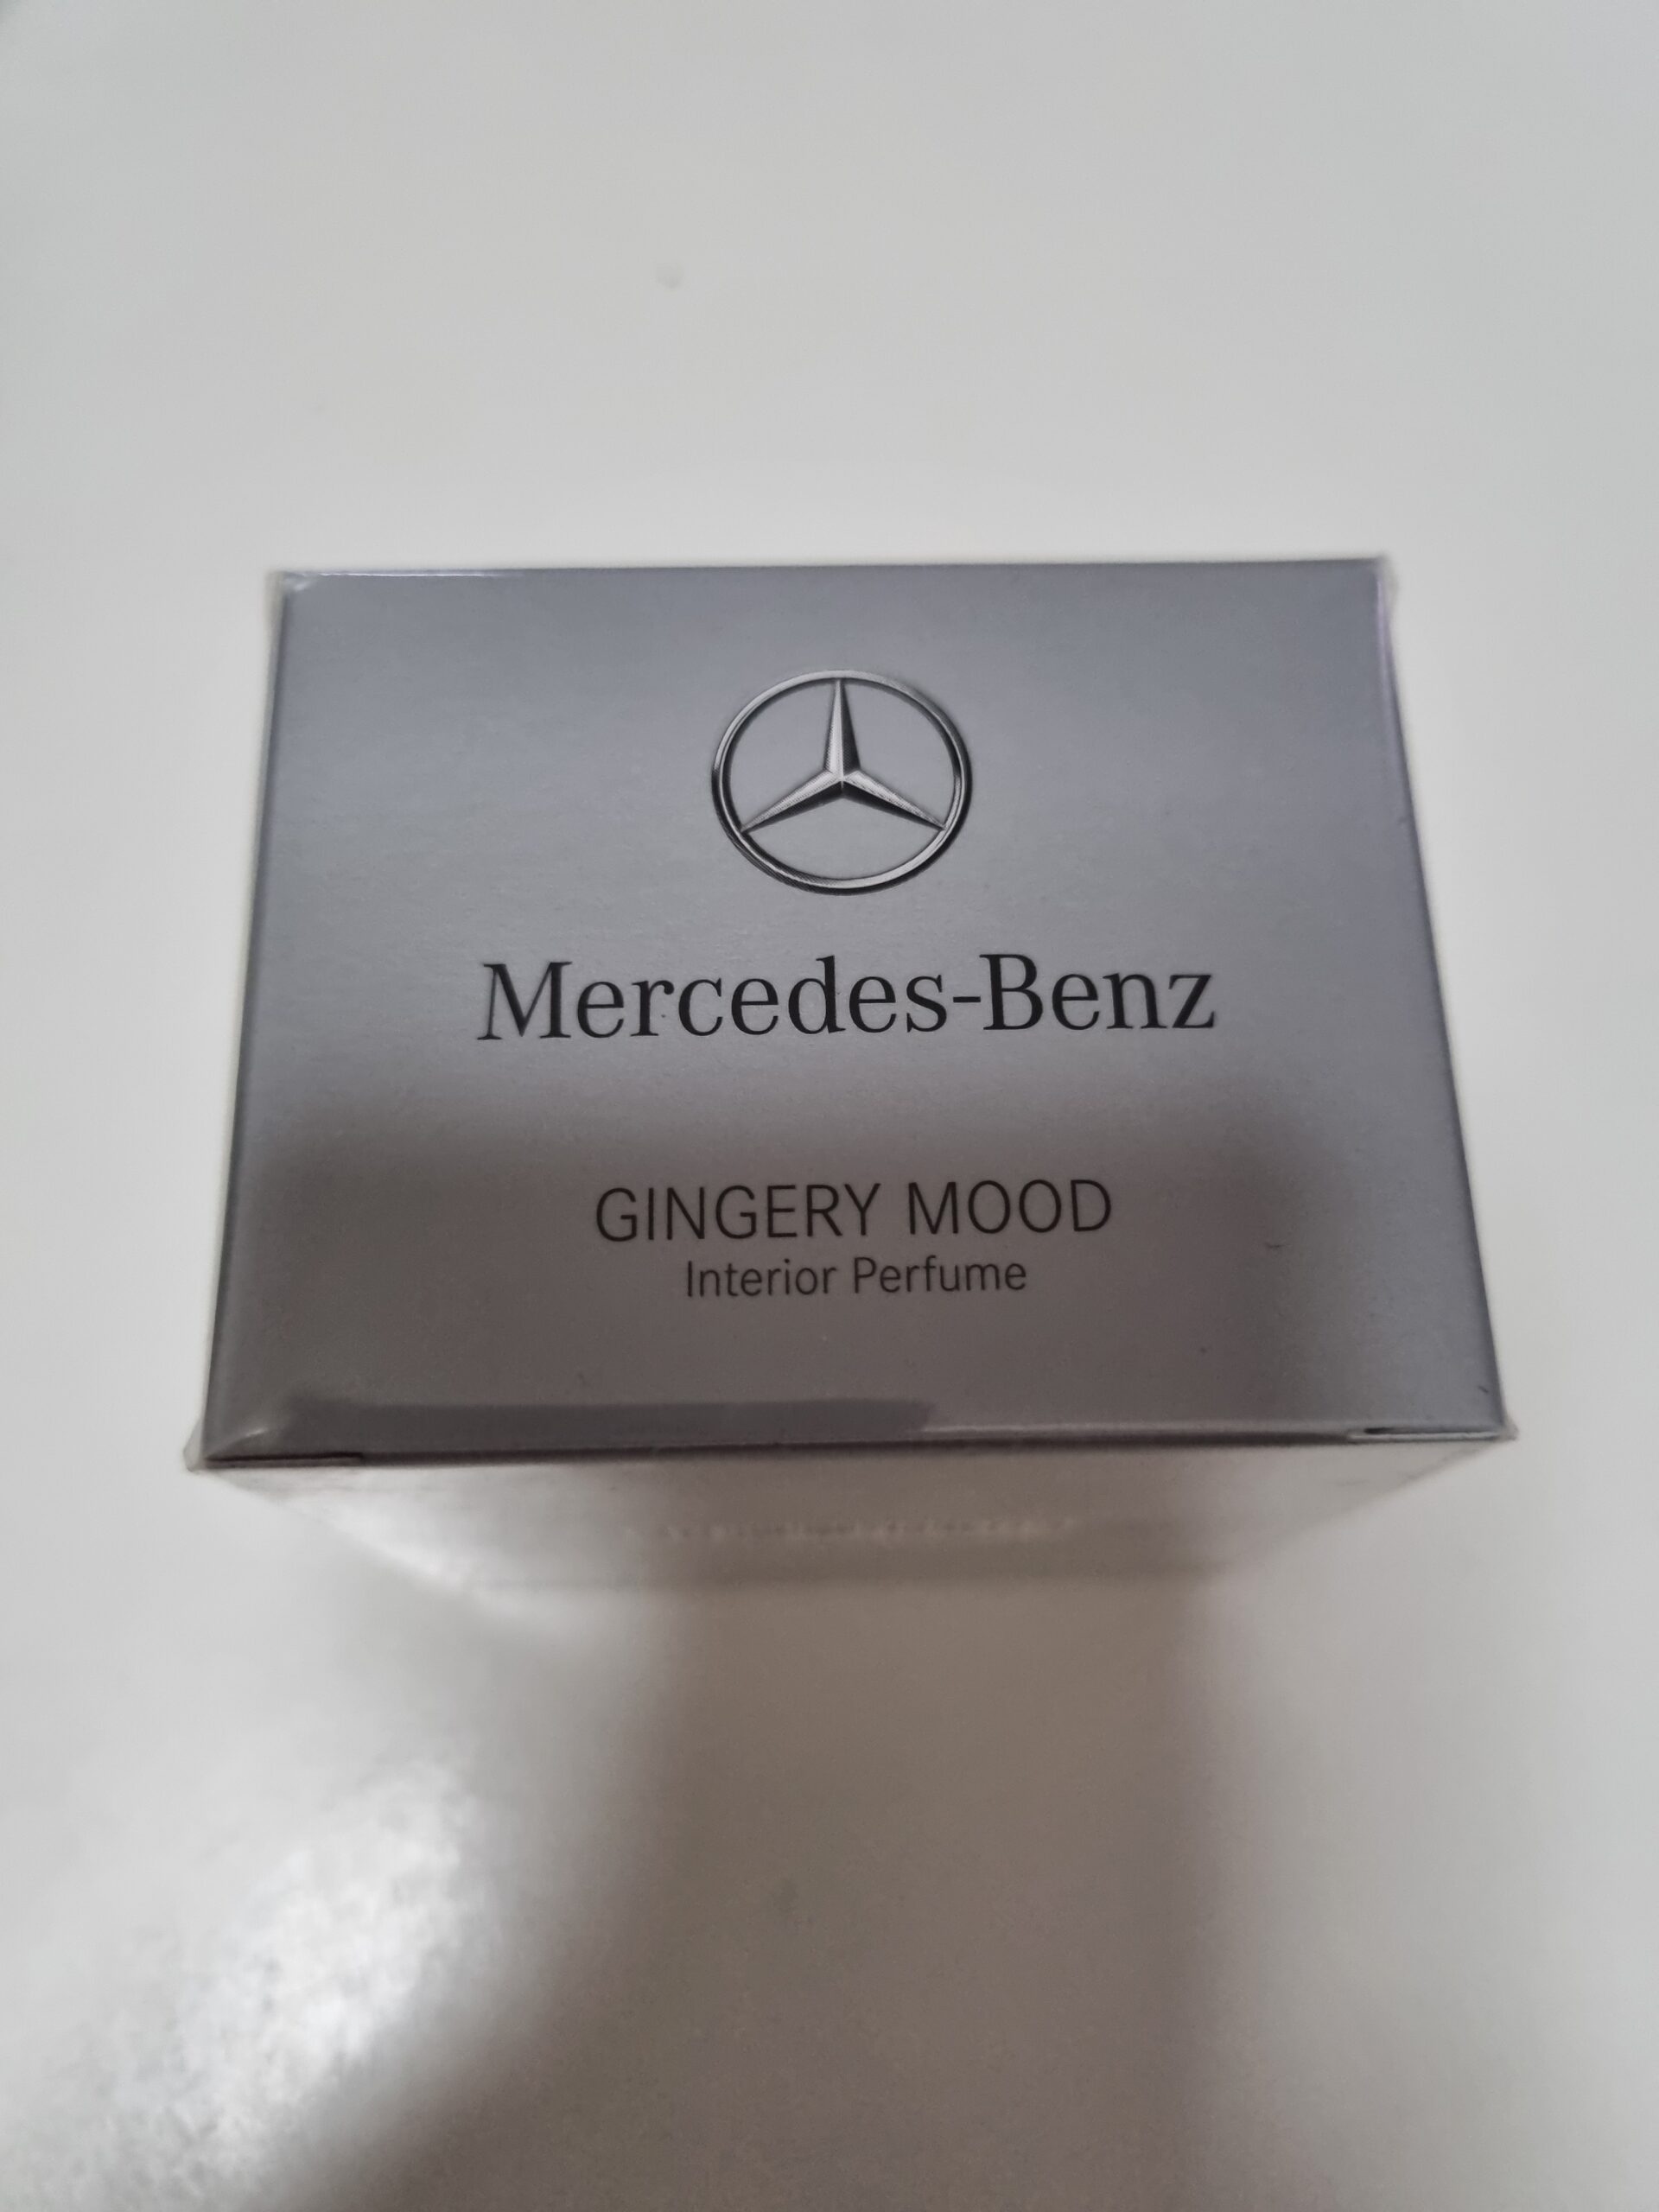 Mercedes-Benz
GINGERY MOOD
Interior Perfume